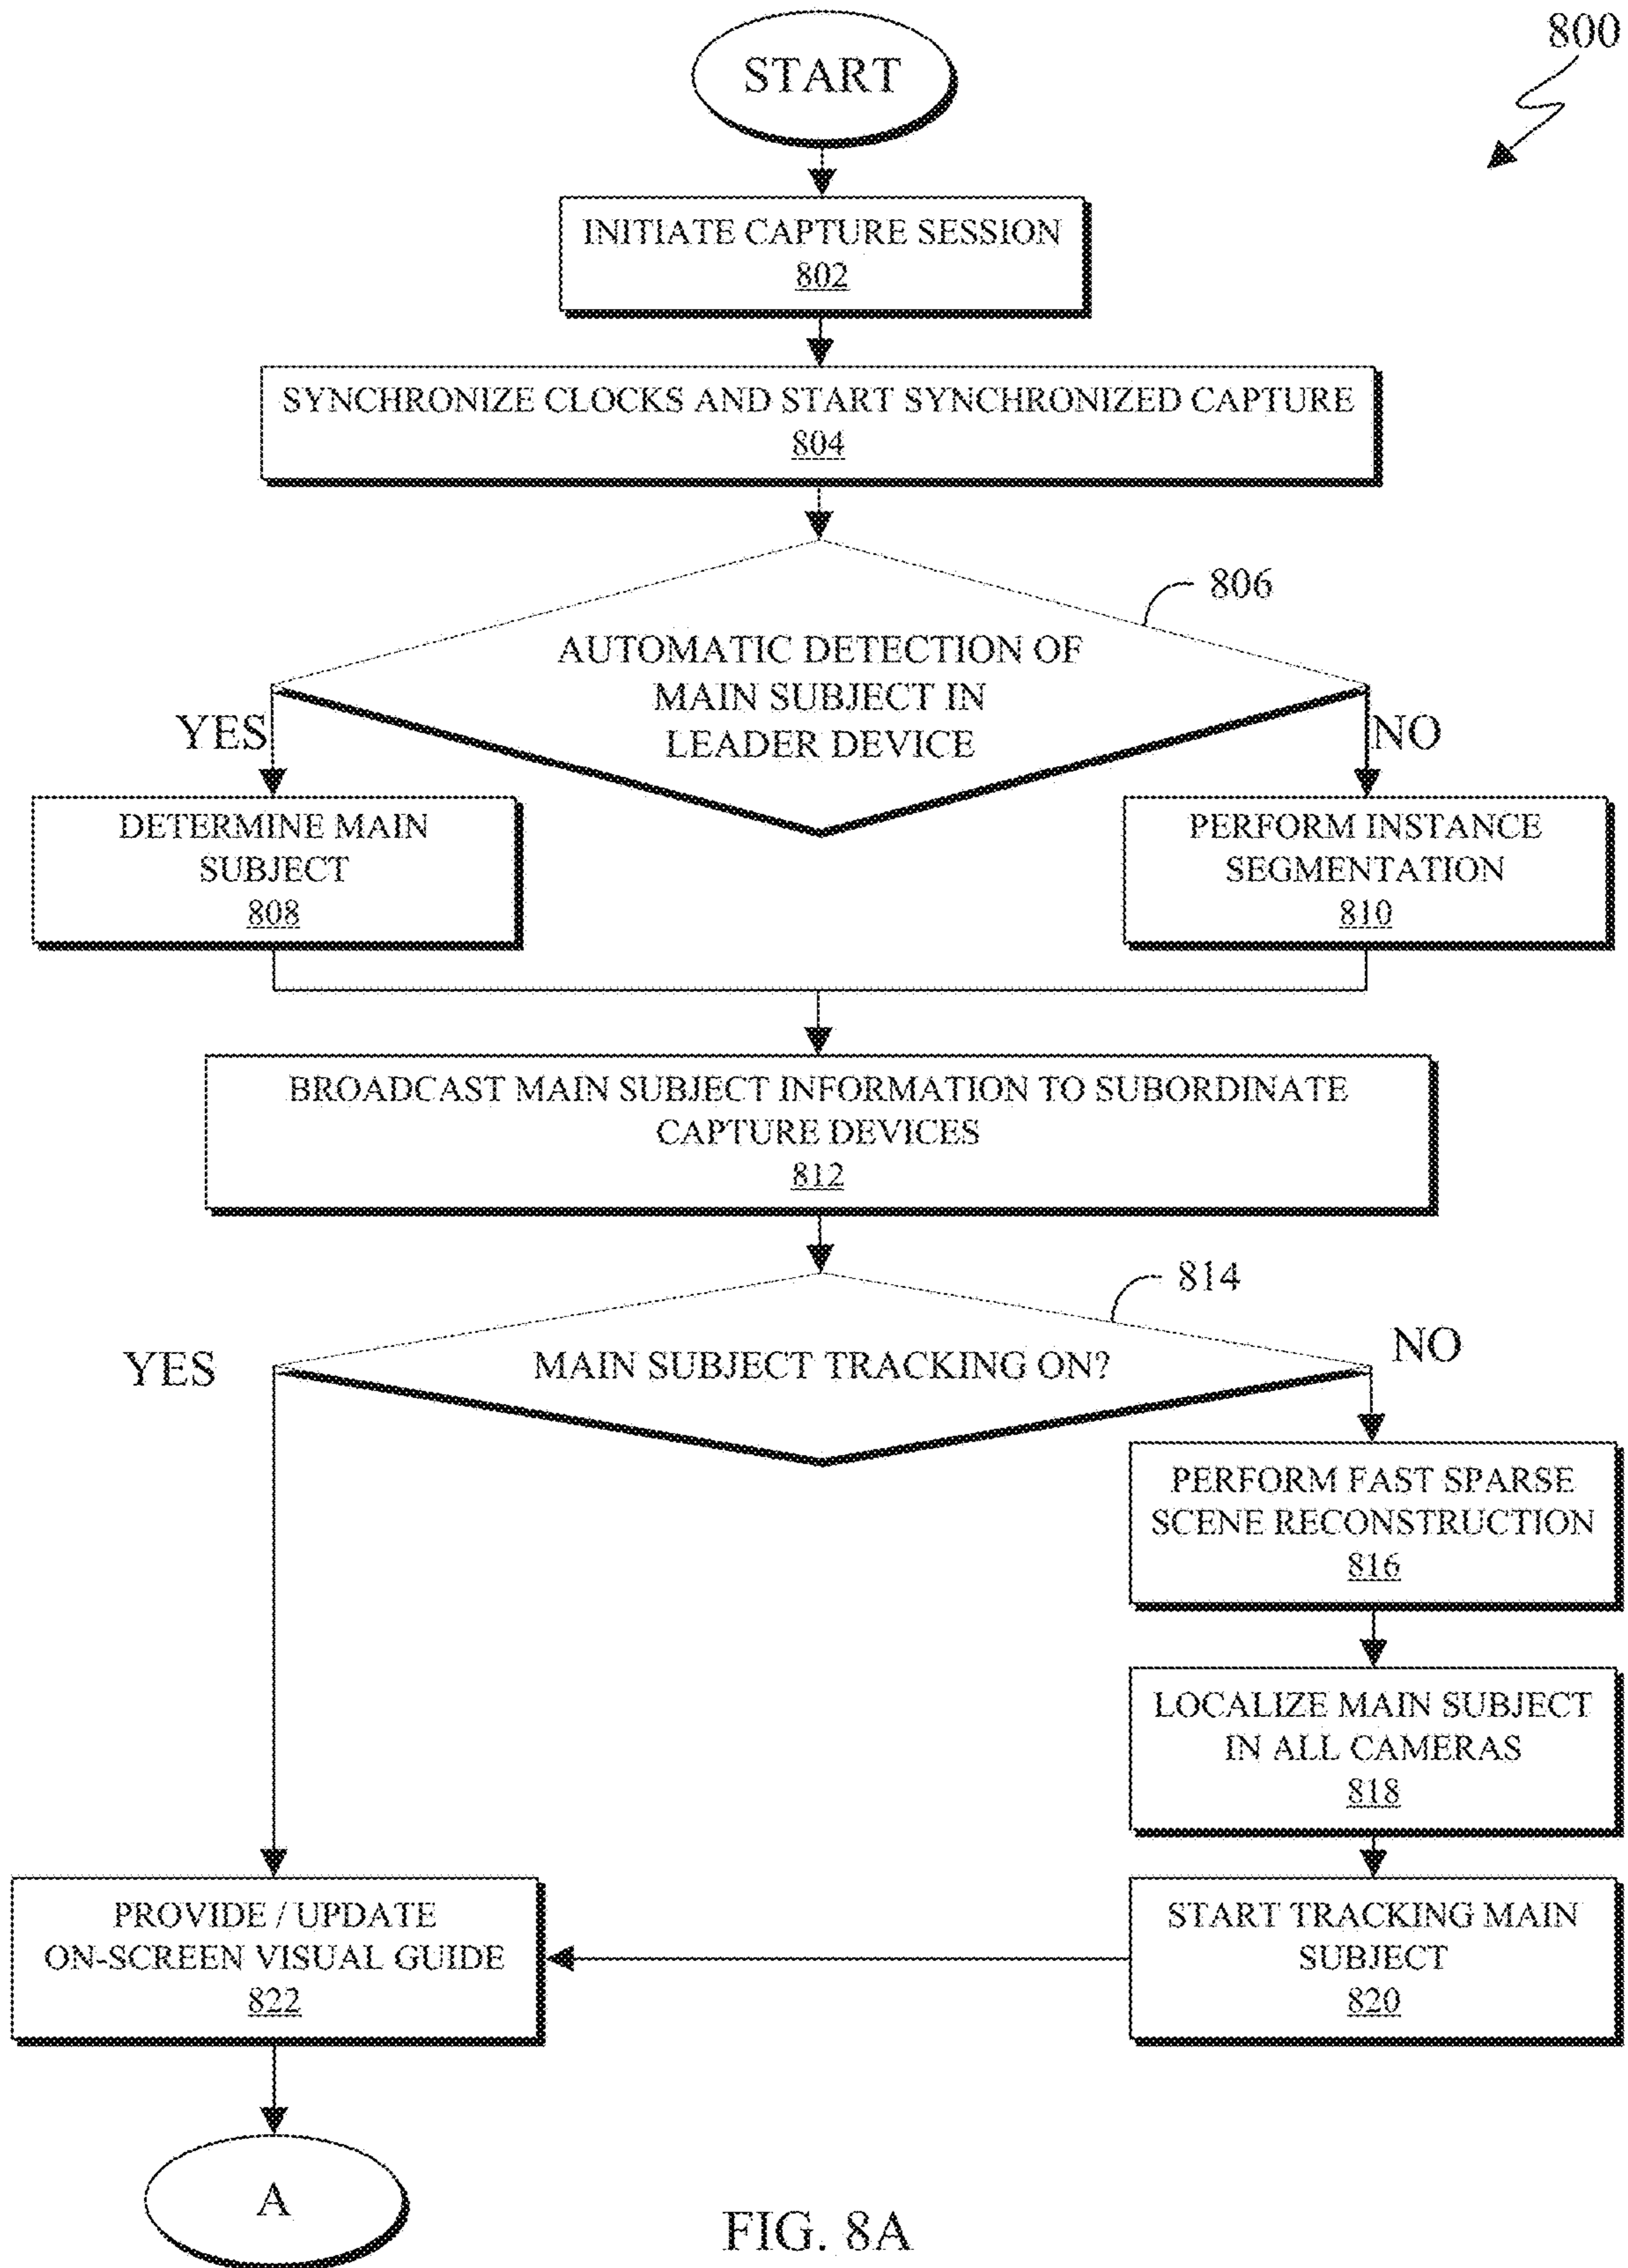 800
START
INITIATE CAPTURE SESSION
802
SYNCHRONIZE CLOCKS AND START SYNCHRONIZED CAPTURE
804
806
AUTOMATIC DETECTION OF
MAIN SUBJECT IN
LEADER DEVICE
YES
NO
DETERMINE MAIN
SUBJECT
808
PERFORM INSTANCE
SEGMENTATION
810
BROADCAST MAIN SUBJECT INFORMATION TO SUBORDINATE
CAPTURE DEVICES
812
814
MAIN SUBJECT TRACKING ON?
YES
NO
PERFORM FAST SPARSE
SCENE RECONSTRUCTION
816
LOCALIZE MAIN SUBJECT
IN ALL CAMERAS
818
START TRACKING MAIN
SUBJECT
820
PROVIDE / UPDATE
ON-SCREEN VISUAL GUIDE
822
A
FIG. 8A